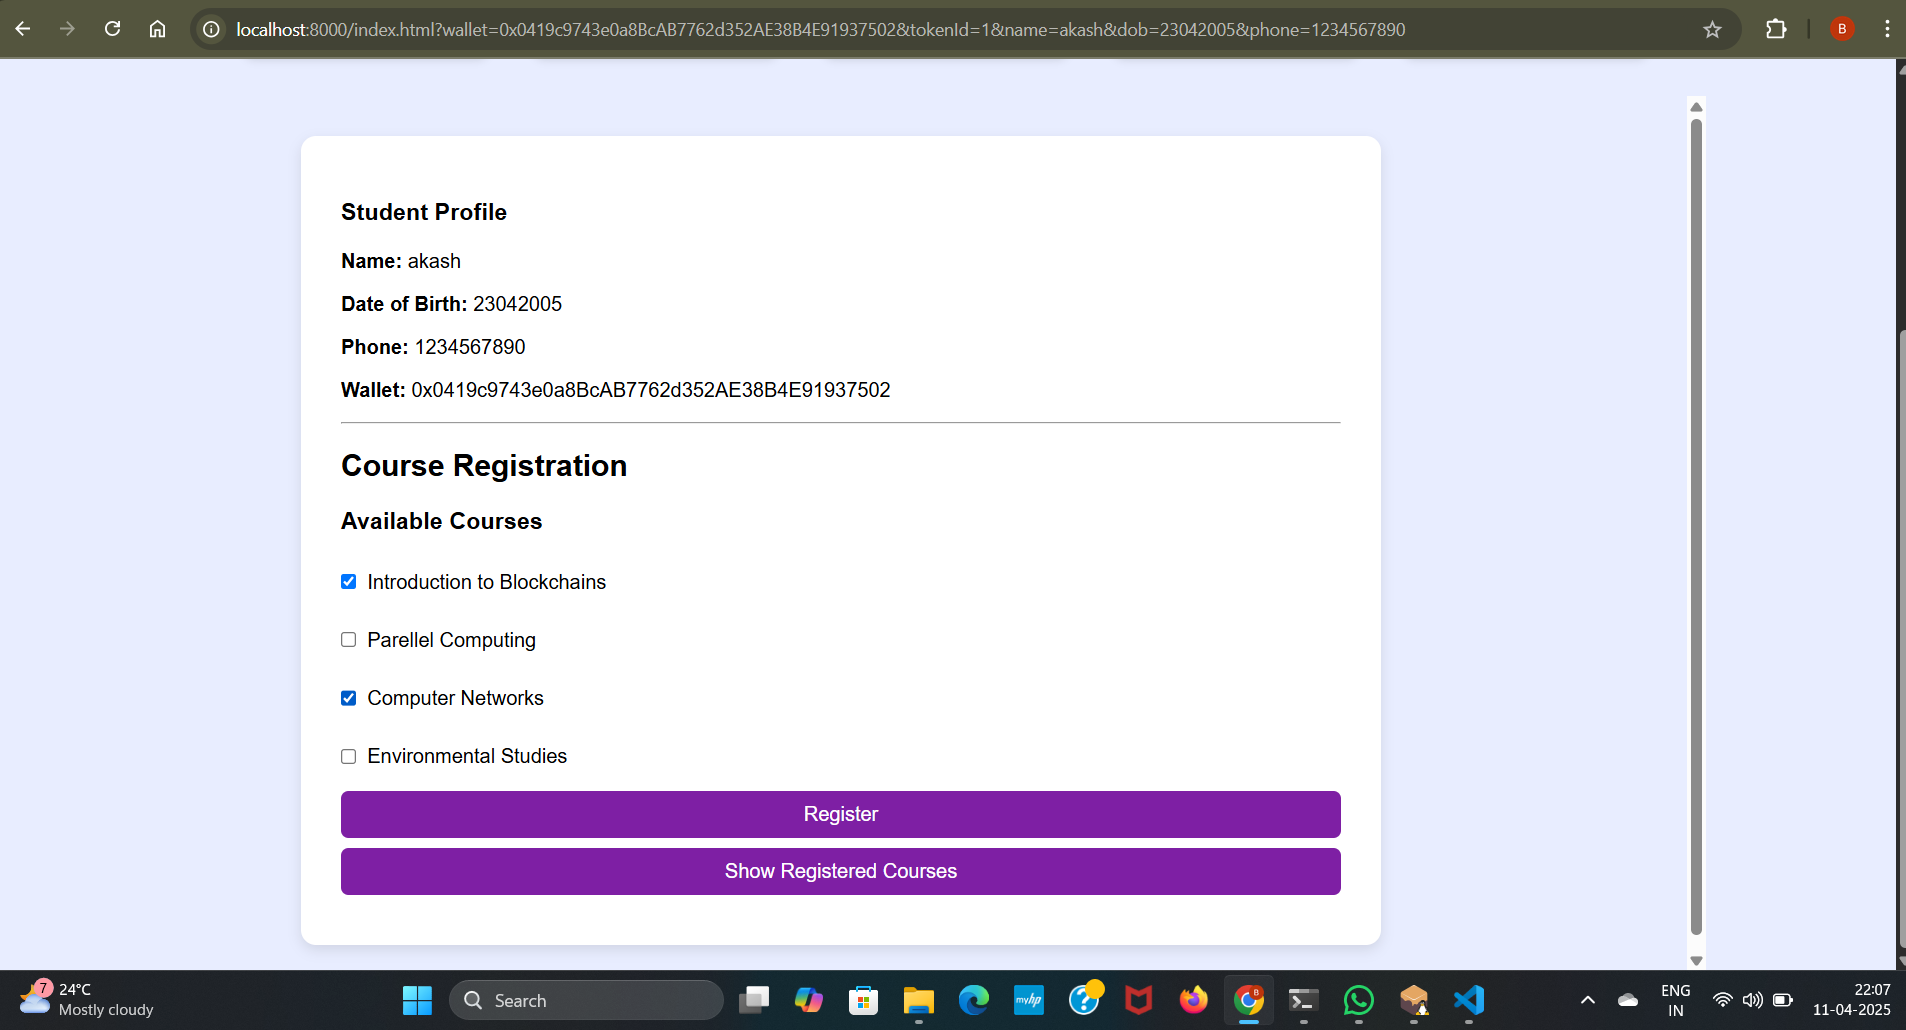 localhost:8000/index.html?wallet=0x0419c9743e0a8BcAB7762d352AE38B4E91937502&tokenId=1&name=akash&dob=23042005&phone=1234567890
B
Student Profile
Name: akash
Date of Birth: 23042005
Phone: 1234567890
Wallet: 0x0419c9743e0a8BcAB7762d352AE38B4E91937502
Course Registration
Available Courses
Introduction to Blockchains
Parellel Computing
Computer Networks
Environmental Studies
Register
Show Registered Courses
7
24°C
Mostly cloudy
Search
myhp
?
B
ENG
IN
22:07
11-04-2025